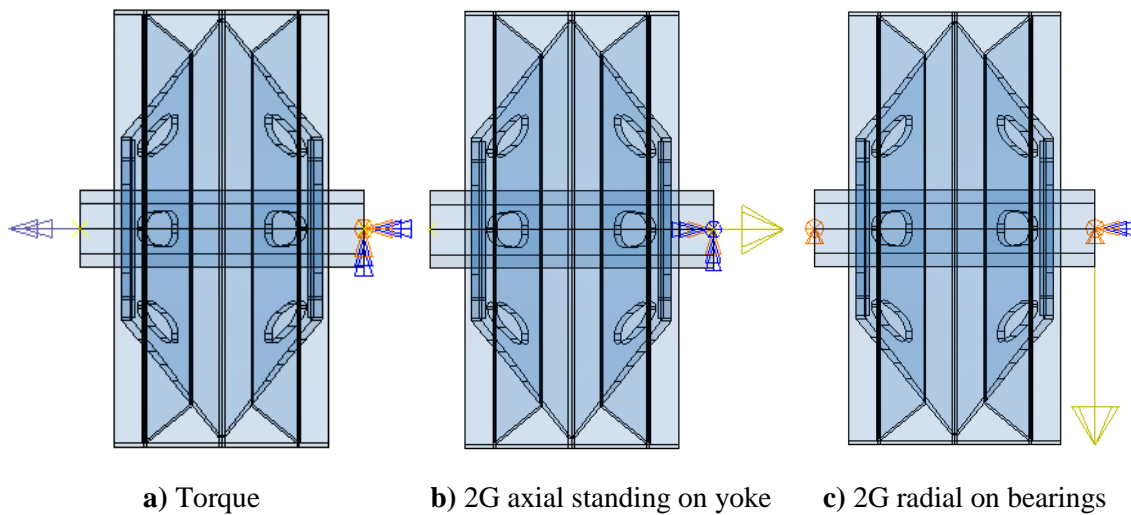 a) Torque
b) 2G axial standing on yoke
c) 2G radial on bearings